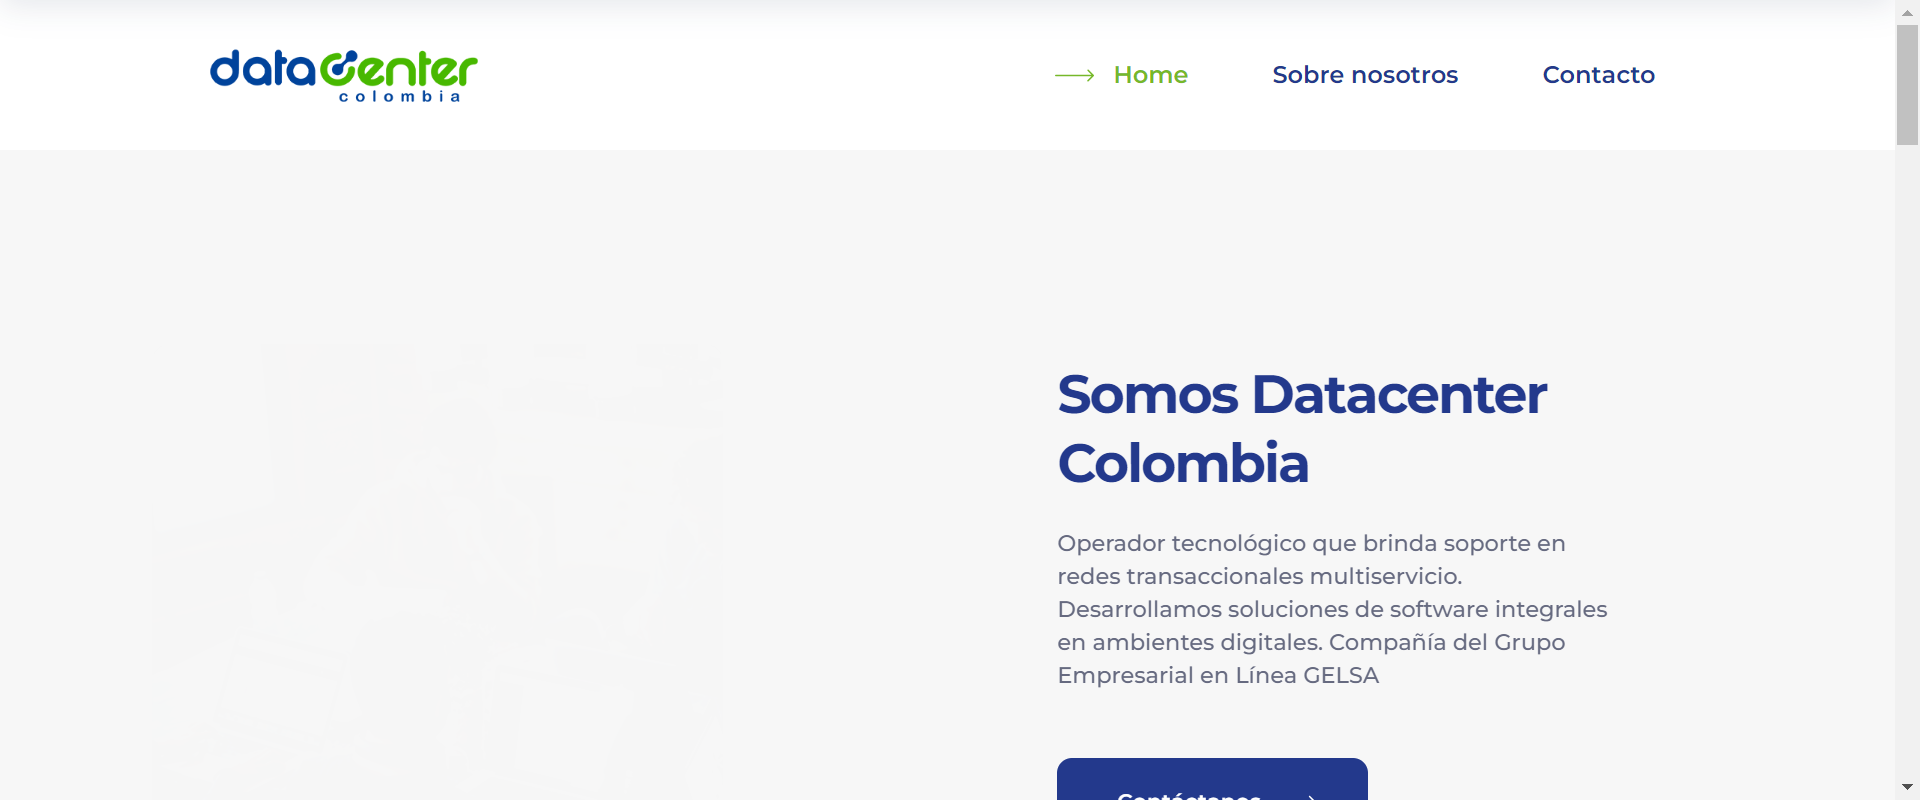 datacenter
colombia
Home
Sobre nosotros
Contacto
Somos Datacenter
Colombia
Operador tecnológico que brinda soporte en
redes transaccionales multiservicio.
Desarrollamos soluciones de software integrales
en ambientes digitales. Compañía del Grupo
Empresarial en Línea GELSA
Contáctenos